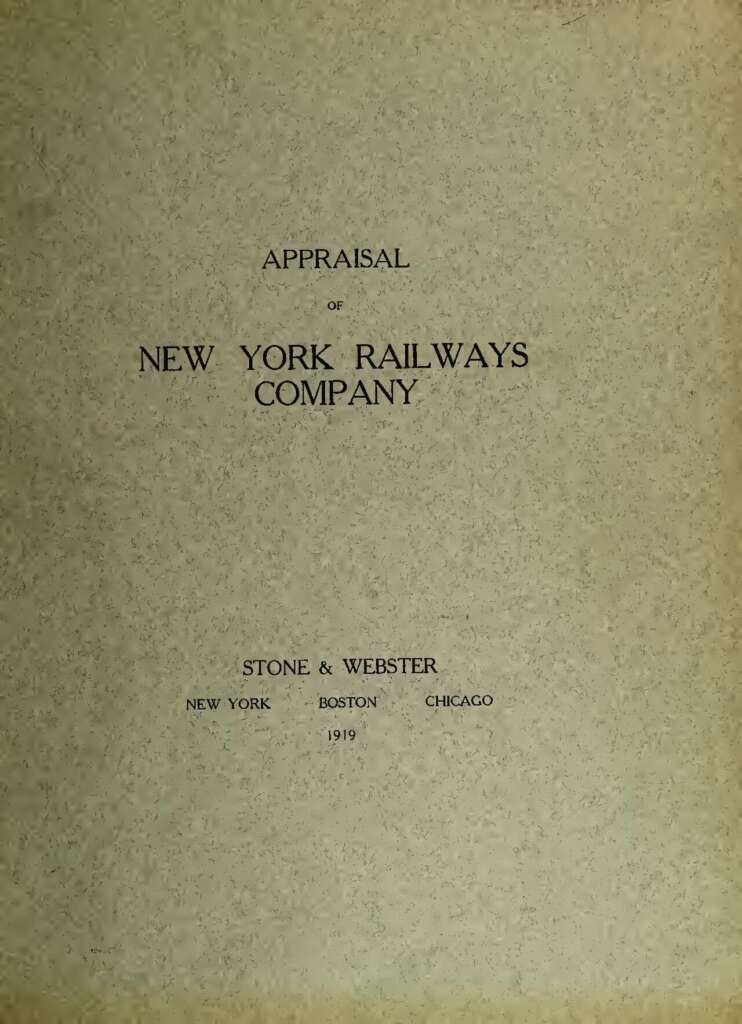 APPRAISAL
OF
NEW YORK RAILWAYS
COMPANY
STONE & WEBSTER
NEW YORK BOSTON CHICAGO
1919